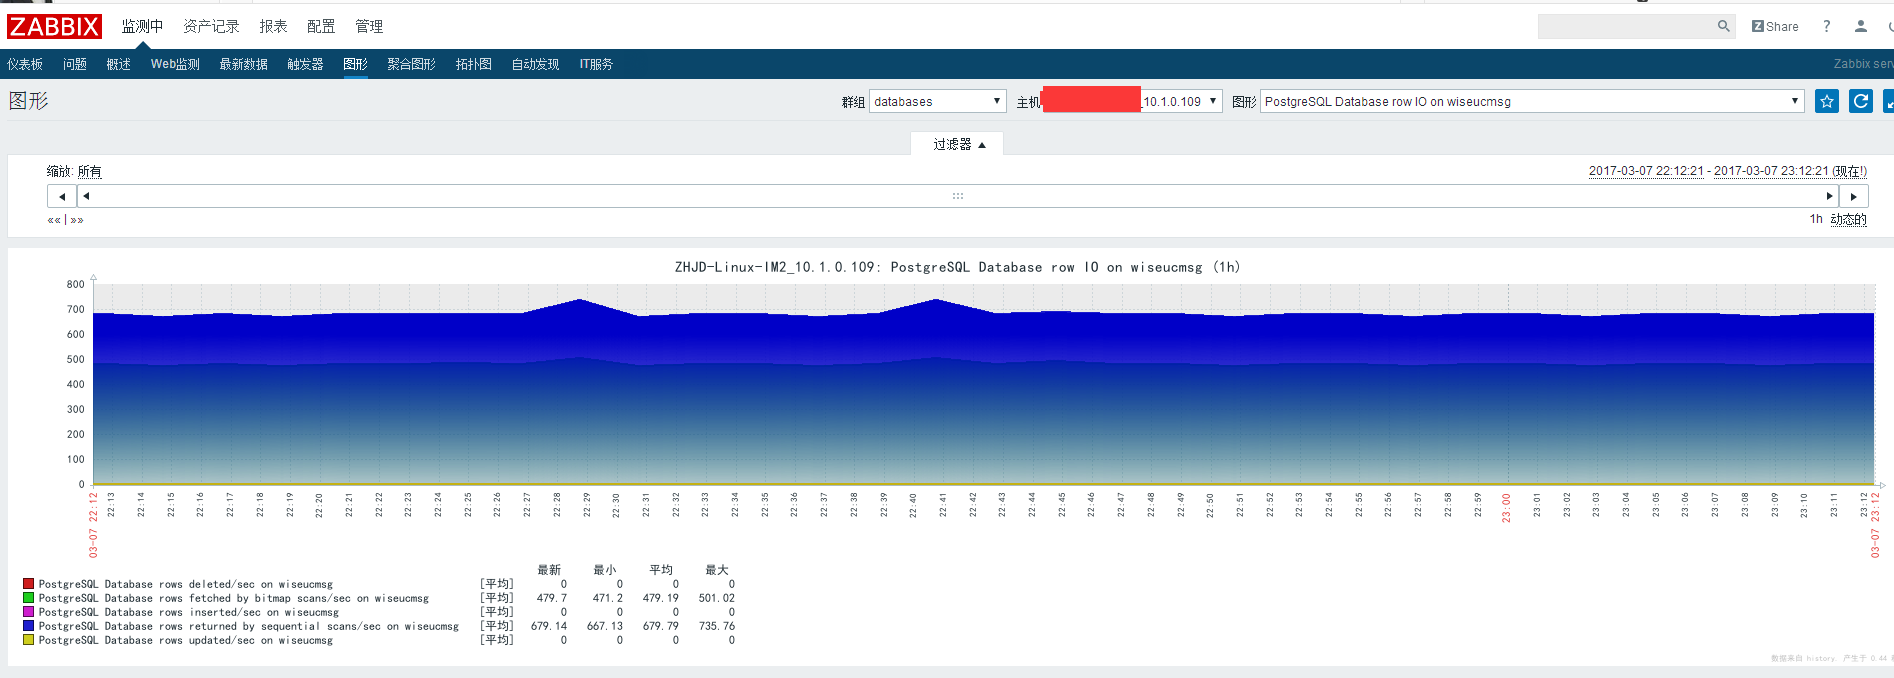 ZABBIX 监测中 资产记录 报表 配置 管理 Z Share ?
仪表板 问题 概述 Web监测 最新数据 触发器 图形 聚合图形 拓扑图 自动发现 IT服务 Zabbix serv
图形 群组 databases 主机 _10.1.0.109 图形 PostgreSQL Database row IO on wiseucmsg
过滤器
缩放: 所有 2017-03-07 22:12:21 - 2017-03-07 23:12:21 (现在!)
«« | »» 1h 动态的
ZHJD-Linux-IM2_10.1.0.109: PostgreSQL Database row IO on wiseucmsg (1h)
800
700
600
500
400
300
200
100
0
03-07 22:12 22:13 22:14 22:15 22:16 22:17 22:18 22:19 22:20 22:21 22:22 22:23 22:24 22:25 22:26 22:27 22:28 22:29 22:30 22:31 22:32 22:33 22:34 22:35 22:36 22:37 22:38 22:39 22:40 22:41 22:42 22:43 22:44 22:45 22:46 22:47 22:48 22:49 22:50 22:51 22:52 22:53 22:54 22:55 22:56 22:57 22:58 22:59 23:00 23:01 23:02 23:03 23:04 23:05 23:06 23:07 23:08 23:09 23:10 23:11 23:12 03-07 23:12
最新 最小 平均 最大
PostgreSQL Database rows deleted/sec on wiseucmsg [平均] 0 0 0 0
PostgreSQL Database rows fetched by bitmap scans/sec on wiseucmsg [平均] 479.7 471.2 479.19 501.02
PostgreSQL Database rows inserted/sec on wiseucmsg [平均] 0 0 0 0
PostgreSQL Database rows returned by sequential scans/sec on wiseucmsg [平均] 679.14 667.13 679.79 735.76
PostgreSQL Database rows updated/sec on wiseucmsg [平均] 0 0 0 0
数据来自 history. 产生于 0.44